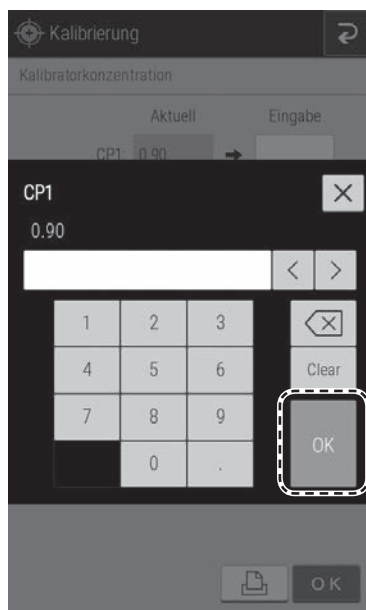 Kalibrierung
Kalibratorkonzentration
Aktuell Eingabe
CP1: 0.90
CP1
0.90
1 2 3
4 5 6 Clear
7 8 9 OK
0 .
OK